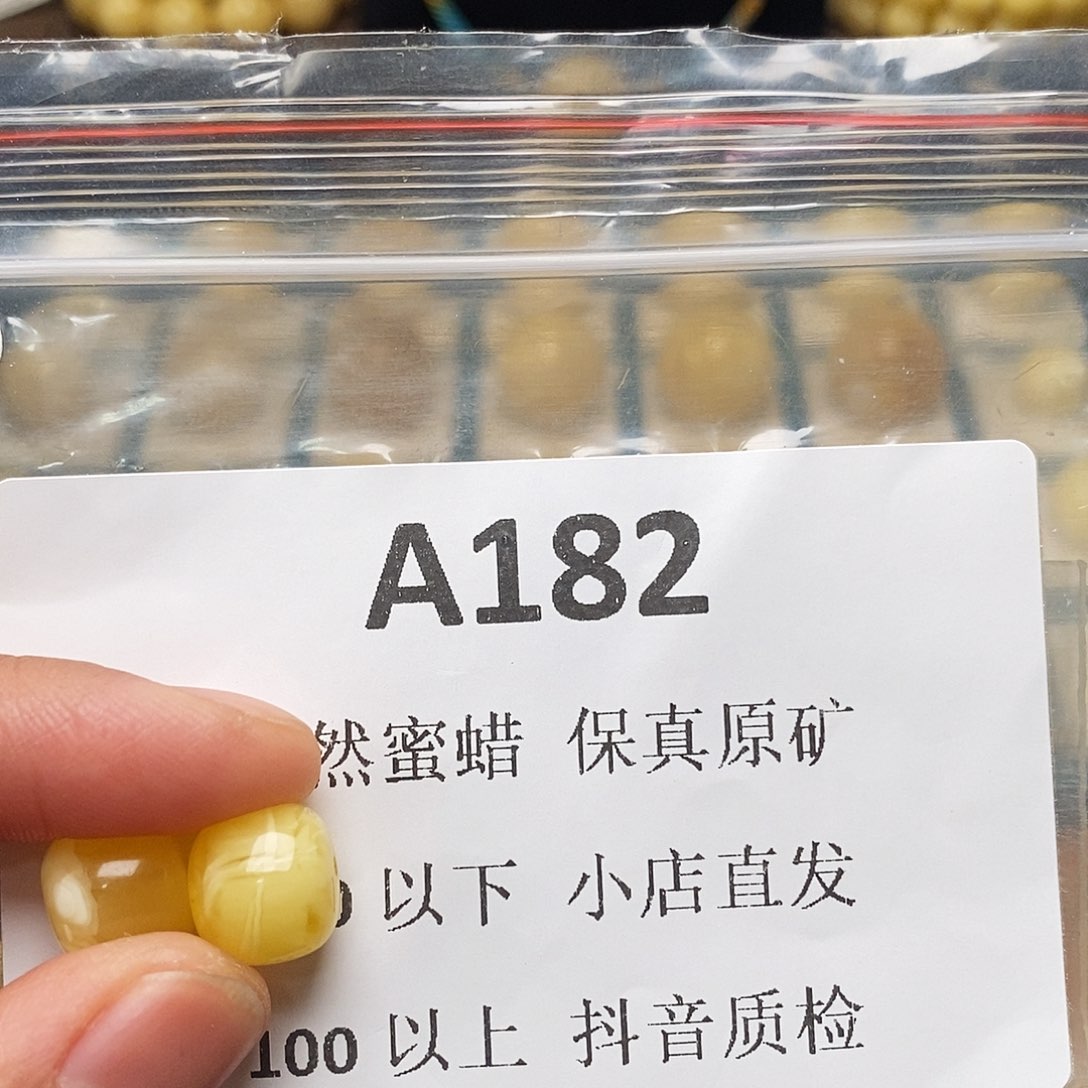 A182
然蜜蜡 保真原矿
0 以下 小店直发
100 以上 抖音质检